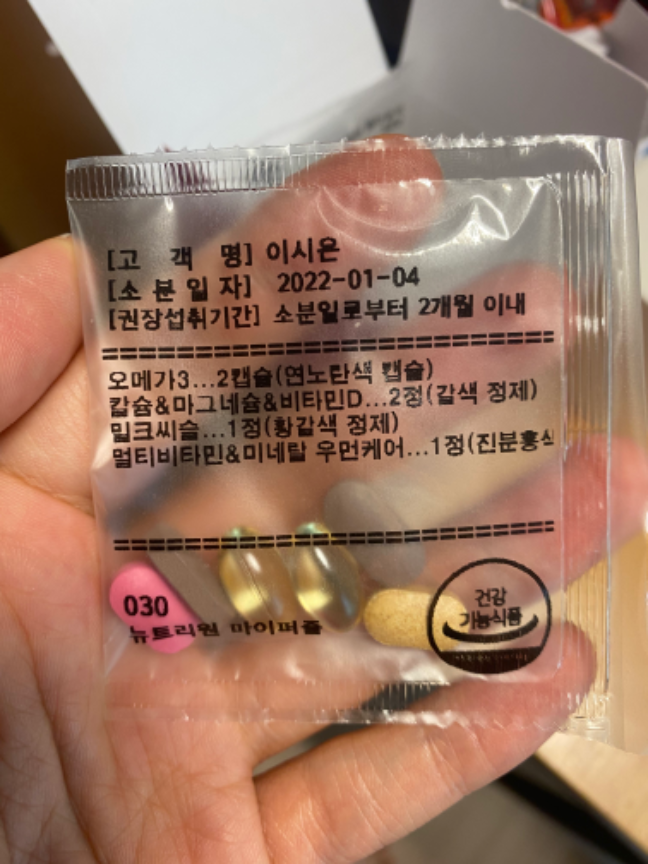 [고 객 명] 이시은
[소 분 일 자] 2022-01-04
[권장섭취기간] 소분일로부터 2개월 이내
오메가3...2캡슐(연노란색 캡슐)
칼슘&마그네슘&비타민D...2정(갈색 정제)
밀크씨슬...1정(황갈색 정제)
멀티비타민&미네랄 우먼케어...1정(진분홍색
030
뉴트리원 마이퍼플
건강
기능식품